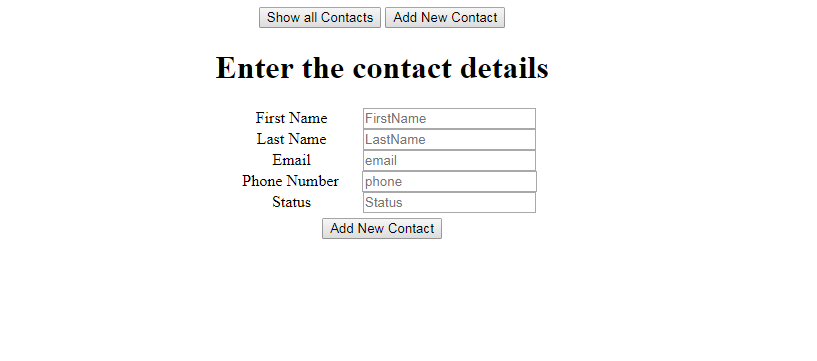 Show all Contacts Add New Contact
Enter the contact details
First Name FirstName
Last Name LastName
Email email
Phone Number phone
Status Status
Add New Contact